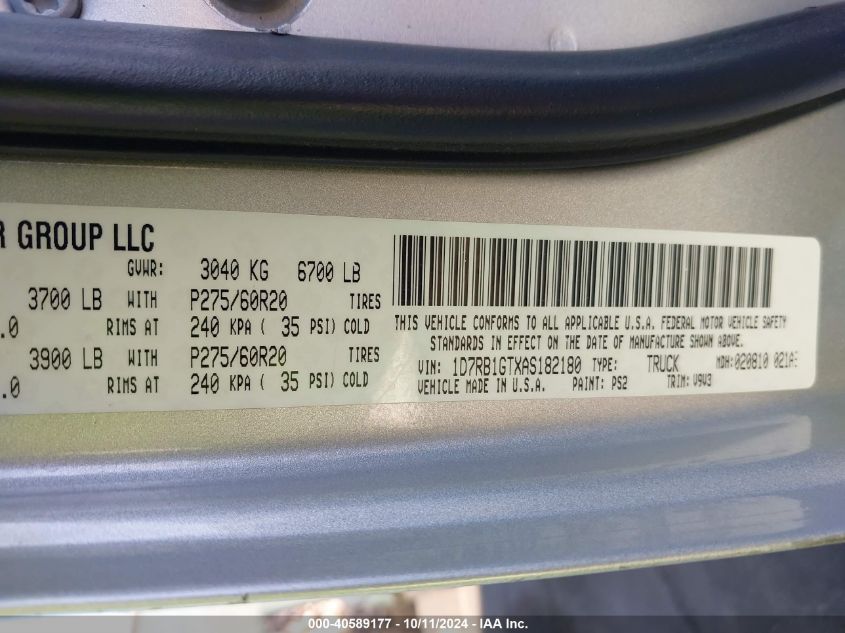 GROUP LLC
GVWR: 3040 KG 6700 LB
3700 LB WITH P275/60R20 TIRES
.0 RIMS AT 240 KPA ( 35 PSI) COLD
3900 LB WITH P275/60R20 TIRES
.0 RIMS AT 240 KPA ( 35 PSI) COLD
THIS VEHICLE CONFORMS TO ALL APPLICABLE U.S.A. FEDERAL MOTOR VEHICLE SAFETY
STANDARDS IN EFFECT ON THE DATE OF MANUFACTURE SHOWN ABOVE.
VIN: 1D7RB1GTXAS182180 TYPE: TRUCK MDH: 020810
VEHICLE MADE IN U.S.A. PAINT: PS2 TRIM: V9V3
000-40589177 - 10/11/2024 - IAA Inc.